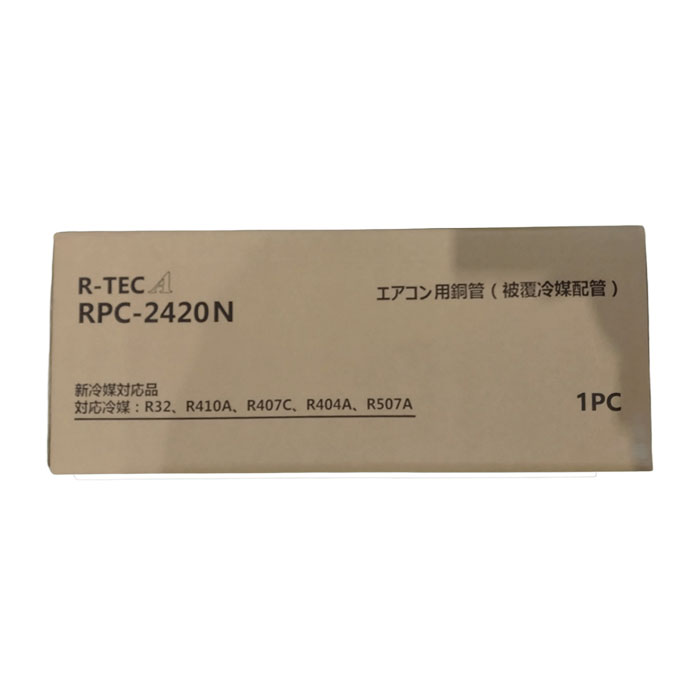 R-TEC A
RPC-2420N
エアコン用銅管（被覆冷媒配管）
新冷媒対応品
対応冷媒：R32、R410A、R407C、R404A、R507A
1PC